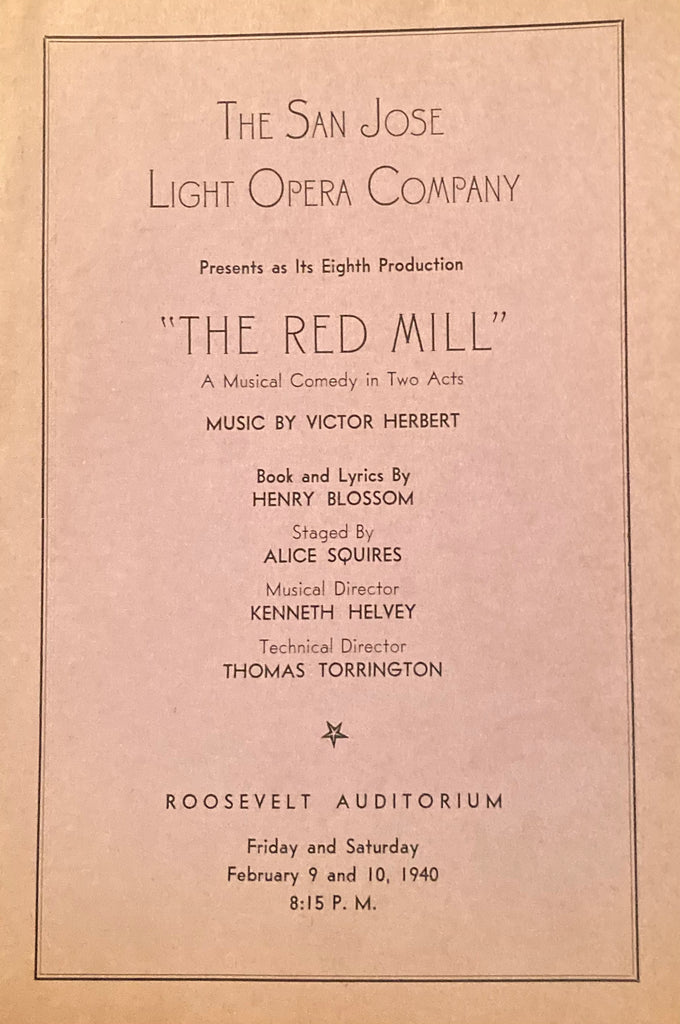 The San Jose
Light Opera Company
Presents as Its Eighth Production
"THE RED MILL"
A Musical Comedy in Two Acts
MUSIC BY VICTOR HERBERT
Book and Lyrics By
HENRY BLOSSOM
Staged By
ALICE SQUIRES
Musical Director
KENNETH HELVEY
Technical Director
THOMAS TORRINGTON
ROOSEVELT AUDITORIUM
Friday and Saturday
February 9 and 10, 1940
8:15 P. M.